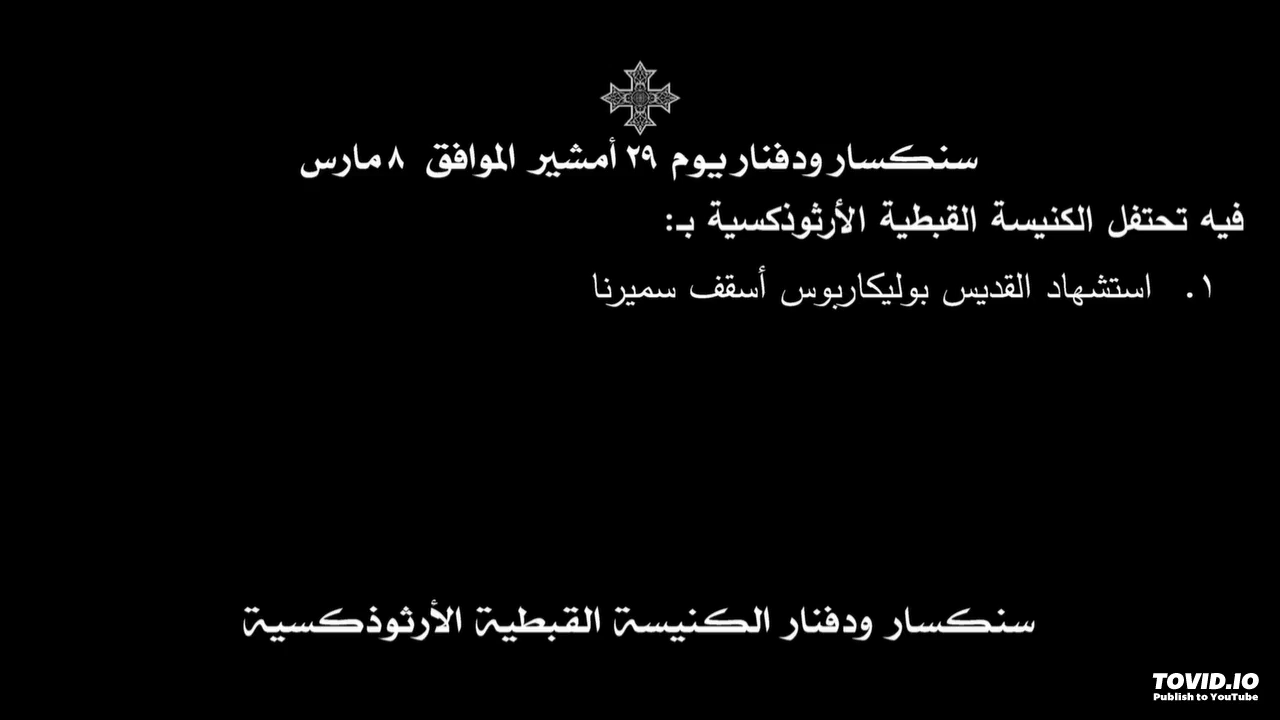 سنكسار ودفنار يوم ٢٩ أمشير الموافق ٨ مارس
فيه تحتفل الكنيسة القبطية الأرثوذكسية بـ:
١. استشهاد القديس بوليكاربوس أسقف سميرنا
سنكسار ودفنار الكنيسة القبطية الأرثوذكسية
TOVID.IO
Publish to YouTube